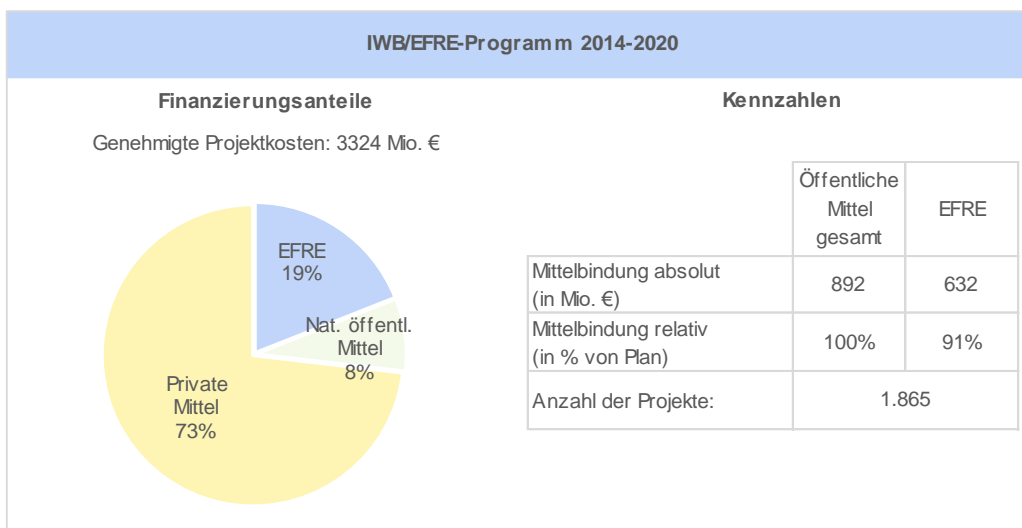 IWB/EFRE-Programm 2014-2020
Finanzierungsanteile
Genehmigte Projektkosten: 3324 Mio. €
EFRE
19%
Nat. öffentl.
Mittel
8%
Private
Mittel
73%
Kennzahlen
Öffentliche
Mittel
gesamt
EFRE
Mittelbindung absolut
(in Mio. €)
892
632
Mittelbindung relativ
(in % von Plan)
100%
91%
Anzahl der Projekte:
1.865